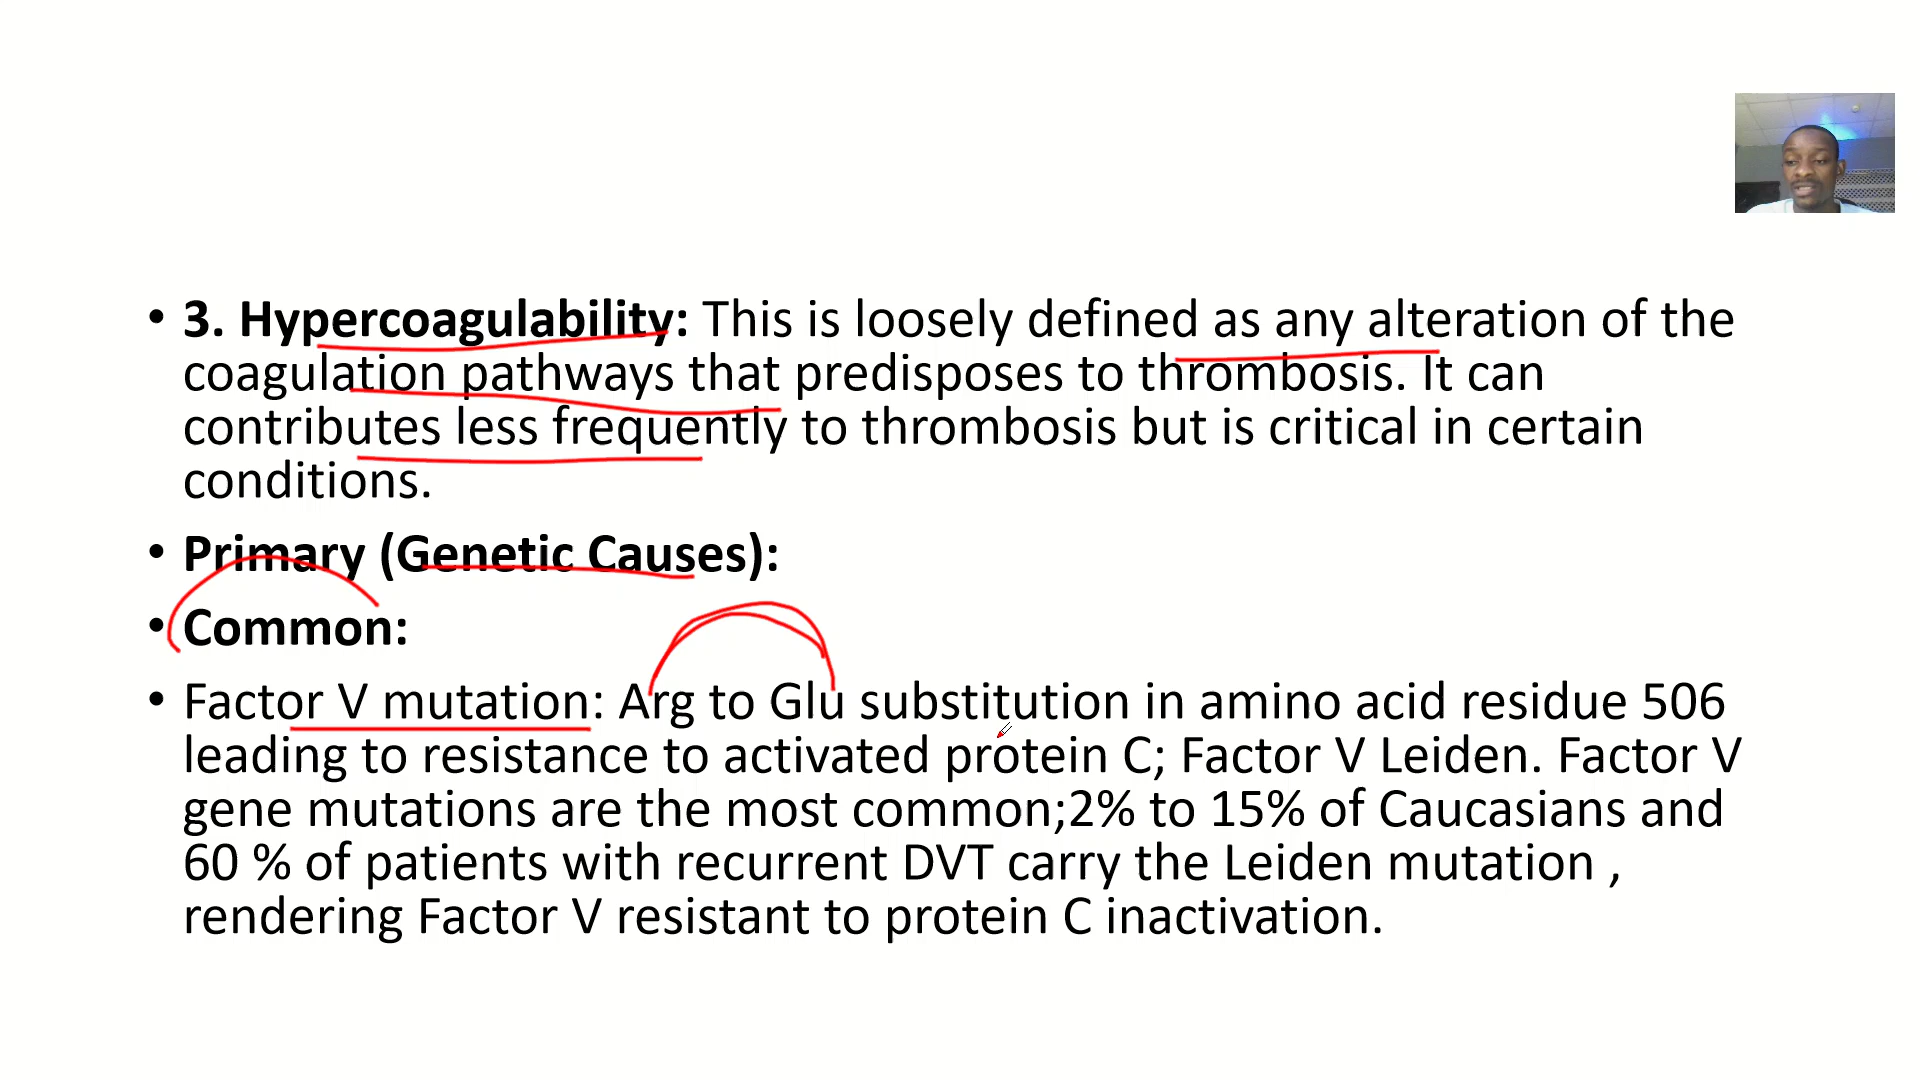 • 3. Hypercoagulability: This is loosely defined as any alteration of the
coagulation pathways that predisposes to thrombosis. It can
contributes less frequently to thrombosis but is critical in certain
conditions.
• Primary (Genetic Causes):
• Common:
• Factor V mutation: Arg to Glu substitution in amino acid residue 506
leading to resistance to activated protein C; Factor V Leiden. Factor V
gene mutations are the most common;2% to 15% of Caucasians and
60 % of patients with recurrent DVT carry the Leiden mutation ,
rendering Factor V resistant to protein C inactivation.